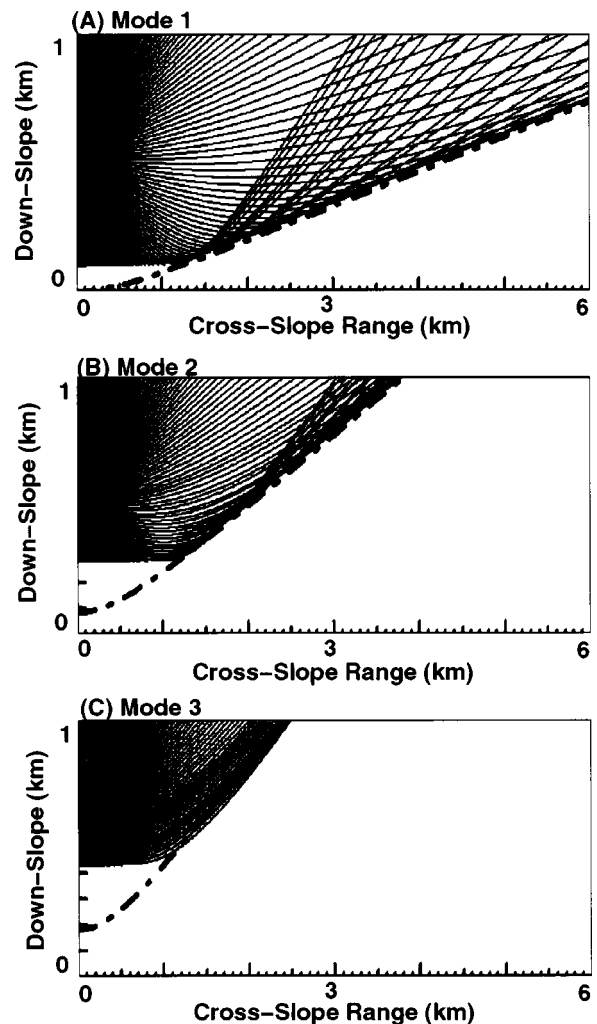 (A) Mode 1
Down-Slope (km)
1
0
0 3 6
Cross-Slope Range (km)
(B) Mode 2
Down-Slope (km)
1
0
0 3 6
Cross-Slope Range (km)
(C) Mode 3
Down-Slope (km)
1
0
0 3 6
Cross-Slope Range (km)